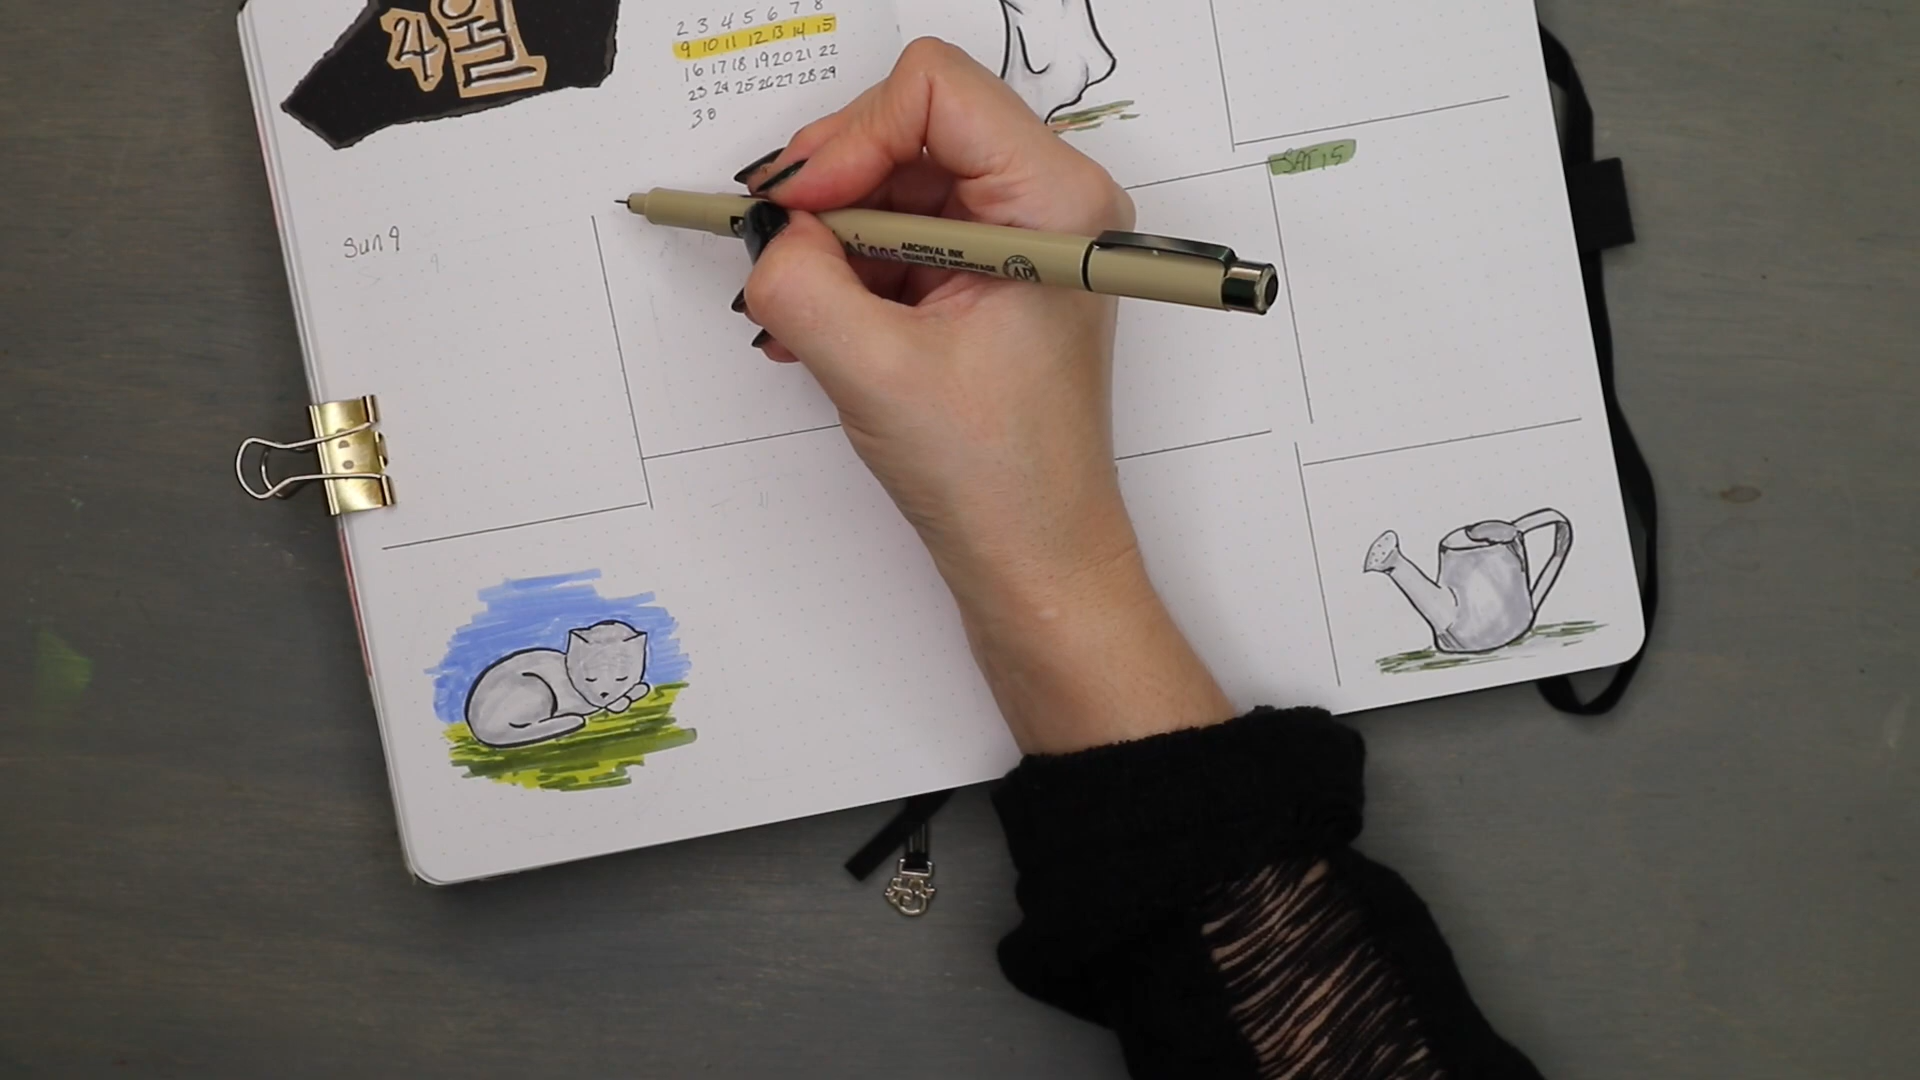 4월
2 3 4 5 6 7 8
9 10 11 12 13 14 15
16 17 18 19 20 21 22
23 24 25 26 27 28 29
30
SAT 15
Sun 9
ARCHIVAL INK
QUALITÉ D'ARCHIVAGE
AP
11